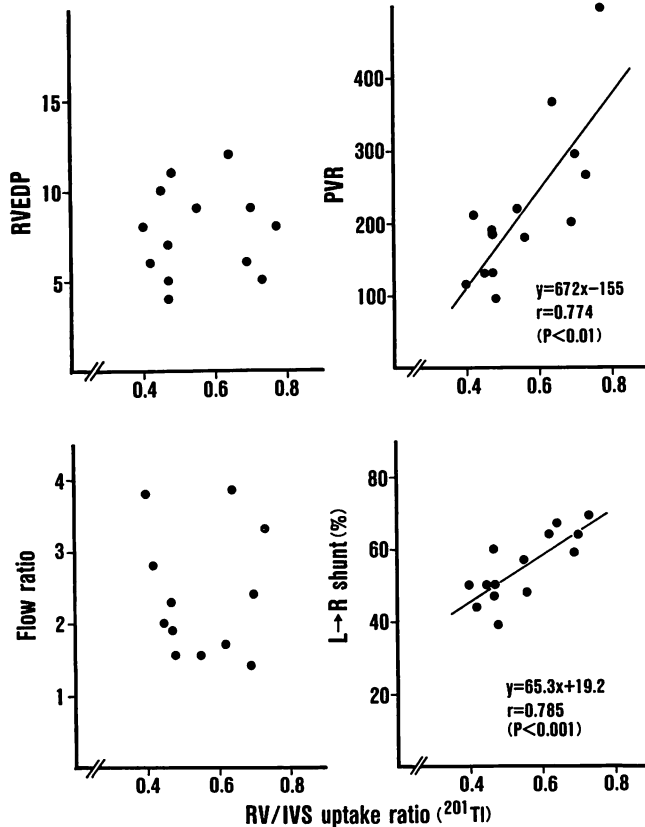 RVEDP
15
10
5
0.4 0.6 0.8
PVR
400
300
200
100
y=672x−155
r=0.774
(P<0.01)
0.4 0.6 0.8
Flow ratio
4
3
2
1
0.4 0.6 0.8
L→R shunt (%)
80
60
40
20
y=65.3x+19.2
r=0.785
(P<0.001)
0.4 0.6 0.8
RV/IVS uptake ratio (²⁰¹Tl)